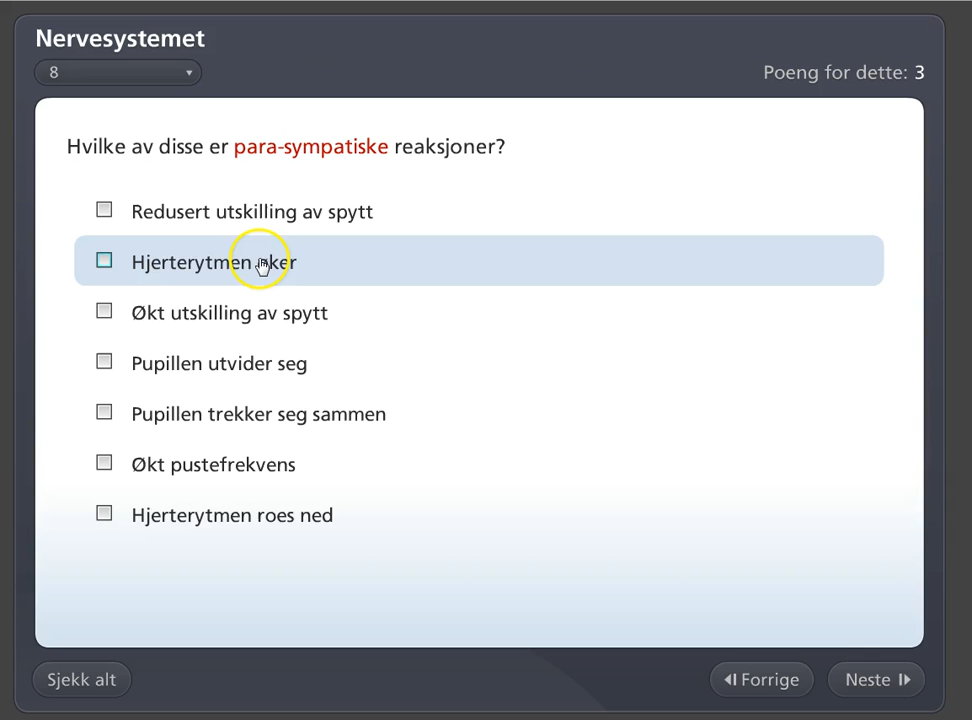 Nervesystemet
8
Poeng for dette: 3
Hvilke av disse er para-sympatiske reaksjoner?
Redusert utskilling av spytt
Hjerterytmen øker
Økt utskilling av spytt
Pupillen utvider seg
Pupillen trekker seg sammen
Økt pustefrekvens
Hjerterytmen roes ned
Sjekk alt
Forrige
Neste